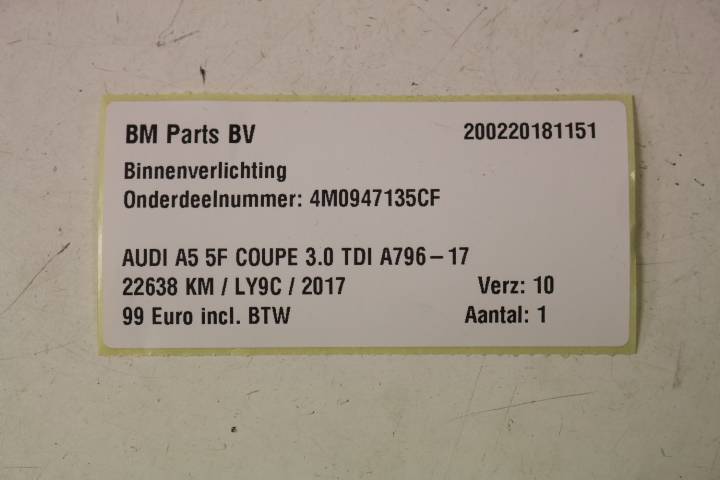 BM Parts BV 200220181151
Binnenverlichting
Onderdeelnummer: 4M0947135CF
AUDI A5 5F COUPE 3.0 TDI A796-17
22638 KM / LY9C / 2017 Verz: 10
99 Euro incl. BTW Aantal: 1